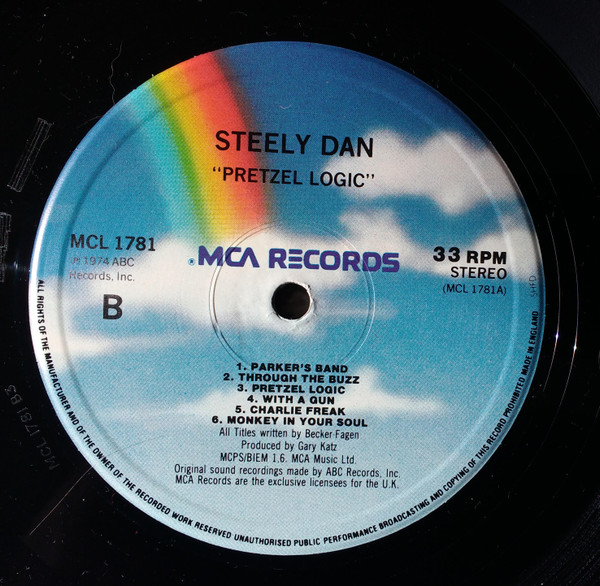 STEELY DAN
"PRETZEL LOGIC"
MCL 1781
℗ 1974 ABC
Records, Inc.
B
®MCA RECORDS
33 RPM
STEREO
(MCL 1781A)
1. PARKER'S BAND
2. THROUGH THE BUZZ
3. PRETZEL LOGIC
4. WITH A GUN
5. CHARLIE FREAK
6. MONKEY IN YOUR SOUL
All Titles written by Becker-Fagen
Produced by Gary Katz
MCPS/BIEM 1,6. MCA Music Ltd.
Original sound recordings made by ABC Records, Inc.
MCA Records are the exclusive licensees for the U.K.
ALL RIGHTS OF THE MANUFACTURER AND OF THE OWNER OF THE RECORDED WORK RESERVED UNAUTHORISED PUBLIC PERFORMANCE BROADCASTING AND COPYING OF THIS RECORD PROHIBITED MADE IN ENGLAND
MCL 1781 B3